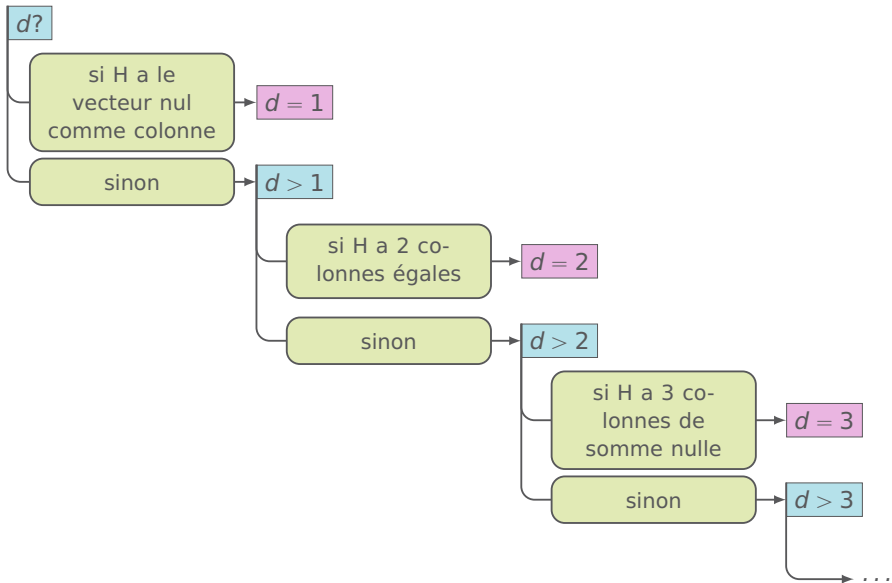 d?
si H a le
vecteur nul
comme colonne
d = 1
sinon
d > 1
si H a 2 co-
lonnes égales
d = 2
sinon
d > 2
si H a 3 co-
lonnes de
somme nulle
d = 3
sinon
d > 3
...